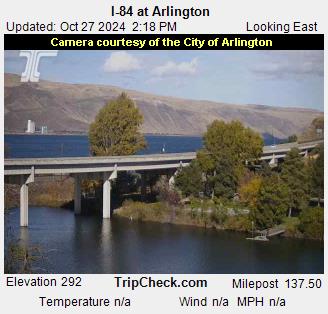 I-84 at Arlington
Updated: Oct 27 2024 2:18 PM Looking East
Camera courtesy of the City of Arlington
Elevation 292 TripCheck.com Milepost 137.50
Temperature n/a Wind n/a MPH n/a